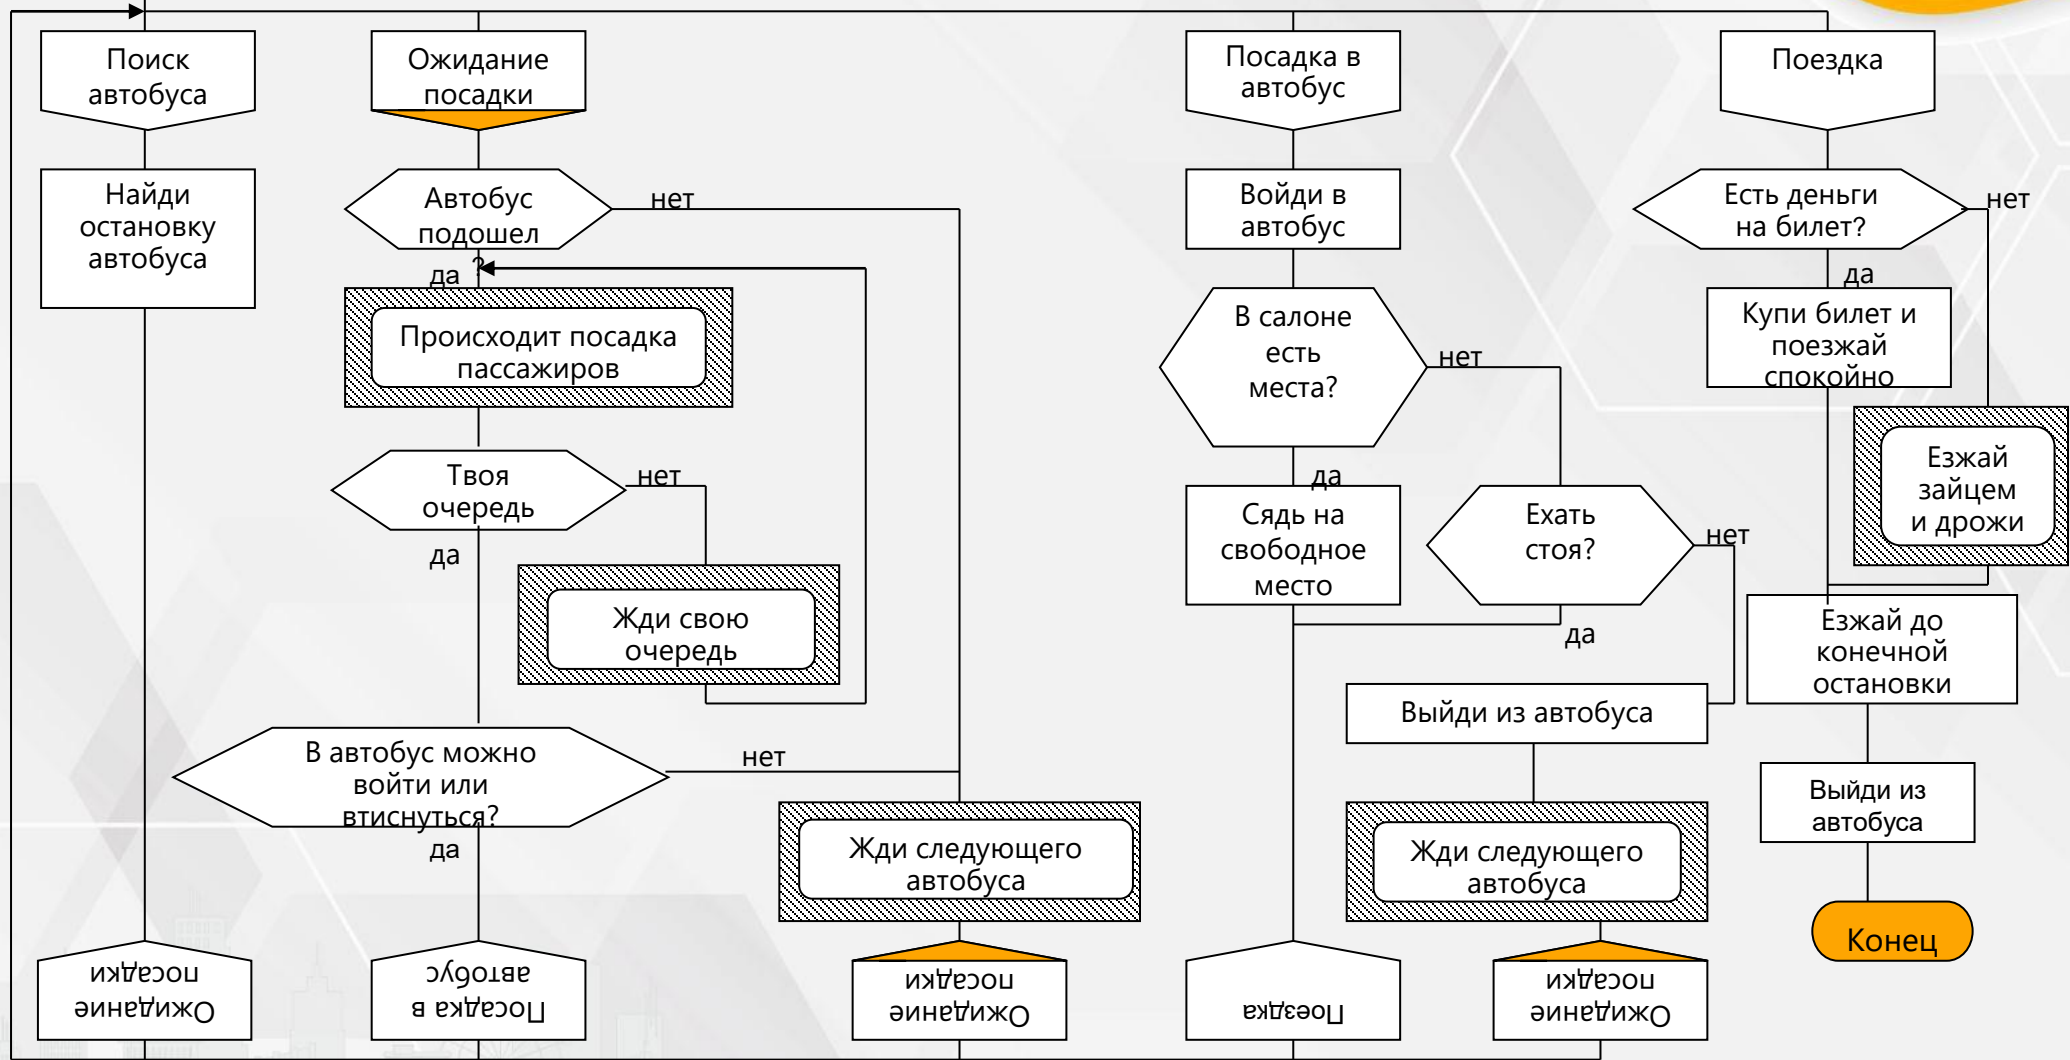 Поиск
автобуса
Найди
остановку
автобуса
Ожидание
посадки
Ожидание
посадки
Автобус
подошел
?
нет
да
Происходит посадка
пассажиров
Твоя
очередь
нет
да
Жди свою
очередь
В автобус можно
войти или
втиснуться?
нет
да
Посадка в
автобус
Жди следующего
автобуса
Ожидание
посадки
Посадка в
автобус
Войди в
автобус
В салоне
есть
места?
нет
да
Сядь на
свободное
место
Ехать
стоя?
нет
да
Выйди из автобуса
Жди следующего
автобуса
Поездка
Ожидание
посадки
Поездка
Есть деньги
на билет?
нет
да
Купи билет и
поезжай
спокойно
Езжай
зайцем
и дрожи
Езжай до
конечной
остановки
Выйди из
автобуса
Конец